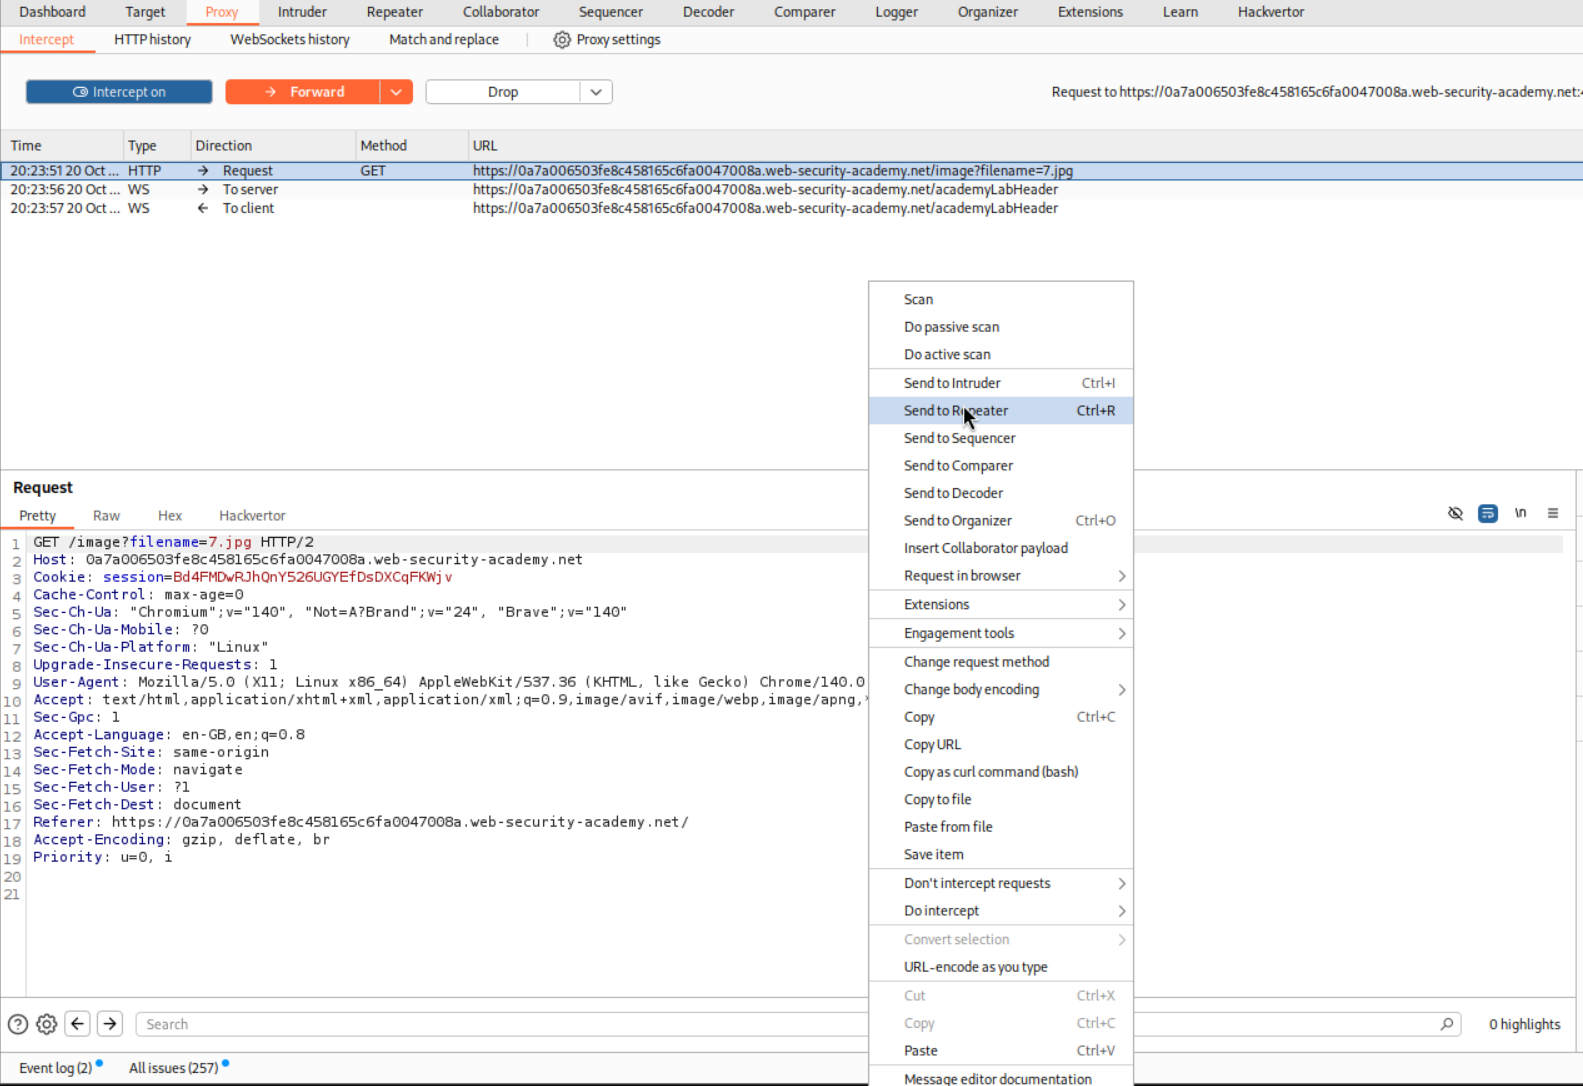 Dashboard Target Proxy Intruder Repeater Collaborator Sequencer Decoder Comparer Logger Organizer Extensions Learn Hackvertor
Intercept HTTP history WebSockets history Match and replace Proxy settings
Intercept on Forward Drop Request to https://0a7a006503fe8c458165c6fa0047008a.web-security-academy.net:
Time Type Direction Method URL
20:23:51 20 Oct ... HTTP → Request GET https://0a7a006503fe8c458165c6fa0047008a.web-security-academy.net/image?filename=7.jpg
20:23:56 20 Oct ... WS → To server https://0a7a006503fe8c458165c6fa0047008a.web-security-academy.net/academyLabHeader
20:23:57 20 Oct ... WS ← To client https://0a7a006503fe8c458165c6fa0047008a.web-security-academy.net/academyLabHeader
Scan
Do passive scan
Do active scan
Send to Intruder Ctrl+I
Send to Repeater Ctrl+R
Send to Sequencer
Send to Comparer
Send to Decoder
Send to Organizer Ctrl+O
Insert Collaborator payload
Request in browser
Extensions
Engagement tools
Change request method
Change body encoding
Copy Ctrl+C
Copy URL
Copy as curl command (bash)
Copy to file
Paste from file
Save item
Don't intercept requests
Do intercept
Convert selection
URL-encode as you type
Cut Ctrl+X
Copy Ctrl+C
Paste Ctrl+V
Message editor documentation
Request
Pretty Raw Hex Hackvertor \n
1 GET /image?filename=7.jpg HTTP/2
2 Host: 0a7a006503fe8c458165c6fa0047008a.web-security-academy.net
3 Cookie: session=Bd4FMDwRJhQnY526UGYEfDsDXCqFKWjv
4 Cache-Control: max-age=0
5 Sec-Ch-Ua: "Chromium";v="140", "Not=A?Brand";v="24", "Brave";v="140"
6 Sec-Ch-Ua-Mobile: ?0
7 Sec-Ch-Ua-Platform: "Linux"
8 Upgrade-Insecure-Requests: 1
9 User-Agent: Mozilla/5.0 (X11; Linux x86_64) AppleWebKit/537.36 (KHTML, like Gecko) Chrome/140.0
10 Accept: text/html,application/xhtml+xml,application/xml;q=0.9,image/avif,image/webp,image/apng,*
11 Sec-Gpc: 1
12 Accept-Language: en-GB,en;q=0.8
13 Sec-Fetch-Site: same-origin
14 Sec-Fetch-Mode: navigate
15 Sec-Fetch-User: ?1
16 Sec-Fetch-Dest: document
17 Referer: https://0a7a006503fe8c458165c6fa0047008a.web-security-academy.net/
18 Accept-Encoding: gzip, deflate, br
19 Priority: u=0, i
20
21
Search 0 highlights
Event log (2) All issues (257)